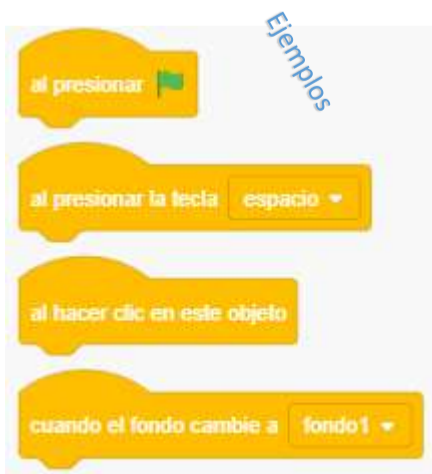 Ejemplos
al presionar
al presionar la tecla espacio
al hacer clic en este objeto
cuando el fondo cambie a fondo1